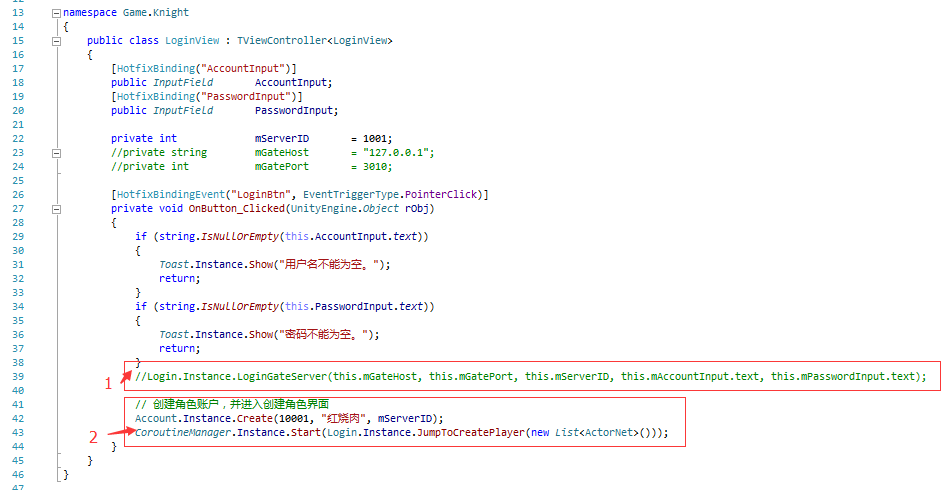 13 namespace Game.Knight
14 {
15 public class LoginView : TViewController<LoginView>
16 {
17 [HotfixBinding("AccountInput")]
18 public InputField AccountInput;
19 [HotfixBinding("PasswordInput")]
20 public InputField PasswordInput;
21
22 private int mServerID = 1001;
23 //private string mGateHost = "127.0.0.1";
24 //private int mGatePort = 3010;
25
26 [HotfixBindingEvent("LoginBtn", EventTriggerType.PointerClick)]
27 private void OnButton_Clicked(UnityEngine.Object rObj)
28 {
29 if (string.IsNullOrEmpty(this.AccountInput.text))
30 {
31 Toast.Instance.Show("用户名不能为空。");
32 return;
33 }
34 if (string.IsNullOrEmpty(this.PasswordInput.text))
35 {
36 Toast.Instance.Show("密码不能为空。");
37 return;
38 }
1
39 //Login.Instance.LoginGateServer(this.mGateHost, this.mGatePort, this.mServerID, this.mAccountInput.text, this.mPasswordInput.text);
40
41 // 创建角色账户，并进入创建角色界面
42 Account.Instance.Create(10001, "红烧肉", mServerID);
2
43 CoroutineManager.Instance.Start(Login.Instance.JumpToCreatePlayer(new List<ActorNet>()));
44 }
45 }
46 }
47